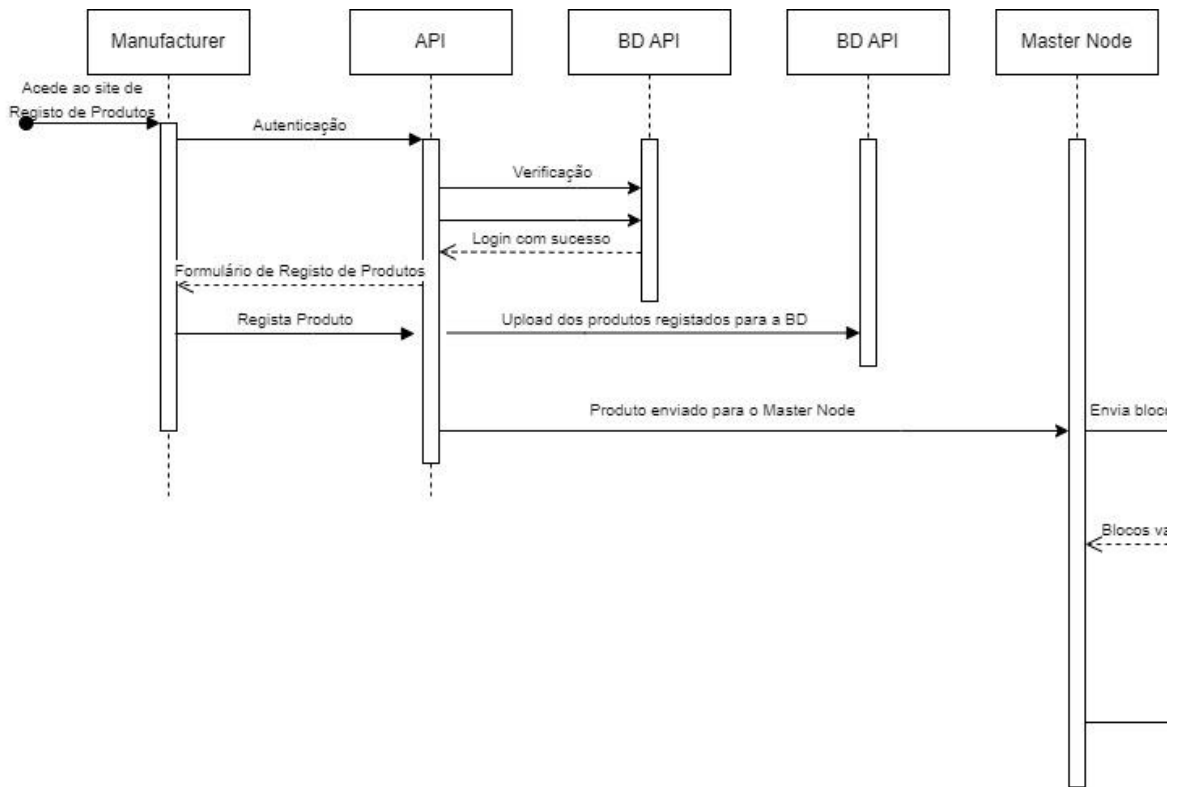 Manufacturer
API
BD API
BD API
Master Node
Acede ao site de
Registo de Produtos
Autenticação
Verificação
Login com sucesso
Formulário de Registo de Produtos
Regista Produto
Upload dos produtos registados para a BD
Produto enviado para o Master Node
Envia
Blocos